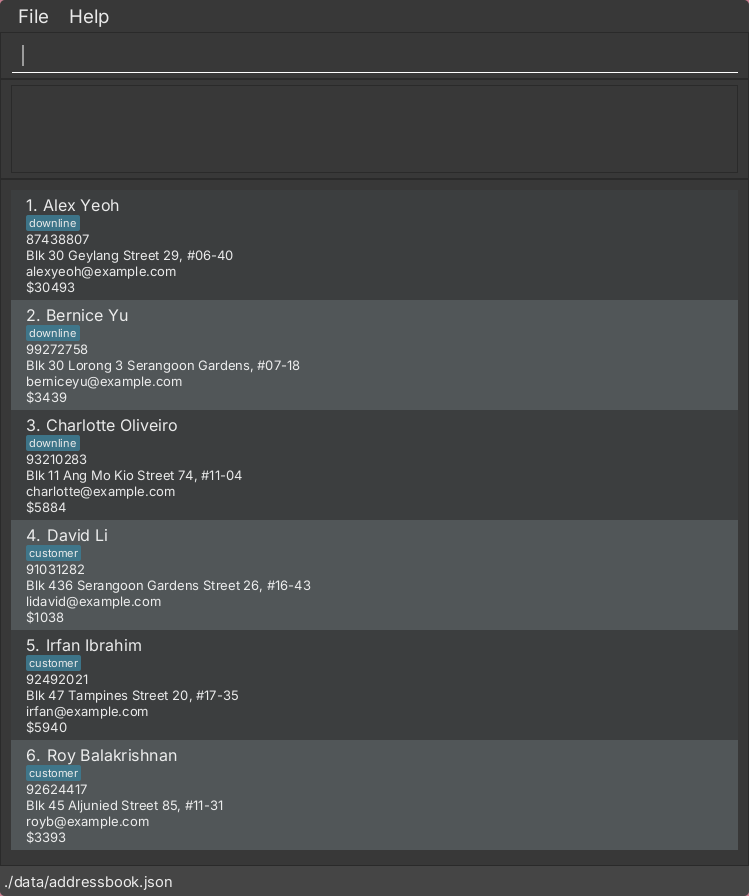 File Help
1. Alex Yeoh
downline
87438807
Blk 30 Geylang Street 29, #06-40
alexyeoh@example.com
$30493
2. Bernice Yu
downline
99272758
Blk 30 Lorong 3 Serangoon Gardens, #07-18
berniceyu@example.com
$3439
3. Charlotte Oliveiro
downline
93210283
Blk 11 Ang Mo Kio Street 74, #11-04
charlotte@example.com
$5884
4. David Li
customer
91031282
Blk 436 Serangoon Gardens Street 26, #16-43
lidavid@example.com
$1038
5. Irfan Ibrahim
customer
92492021
Blk 47 Tampines Street 20, #17-35
irfan@example.com
$5940
6. Roy Balakrishnan
customer
92624417
Blk 45 Aljunied Street 85, #11-31
royb@example.com
$3393
./data/addressbook.json